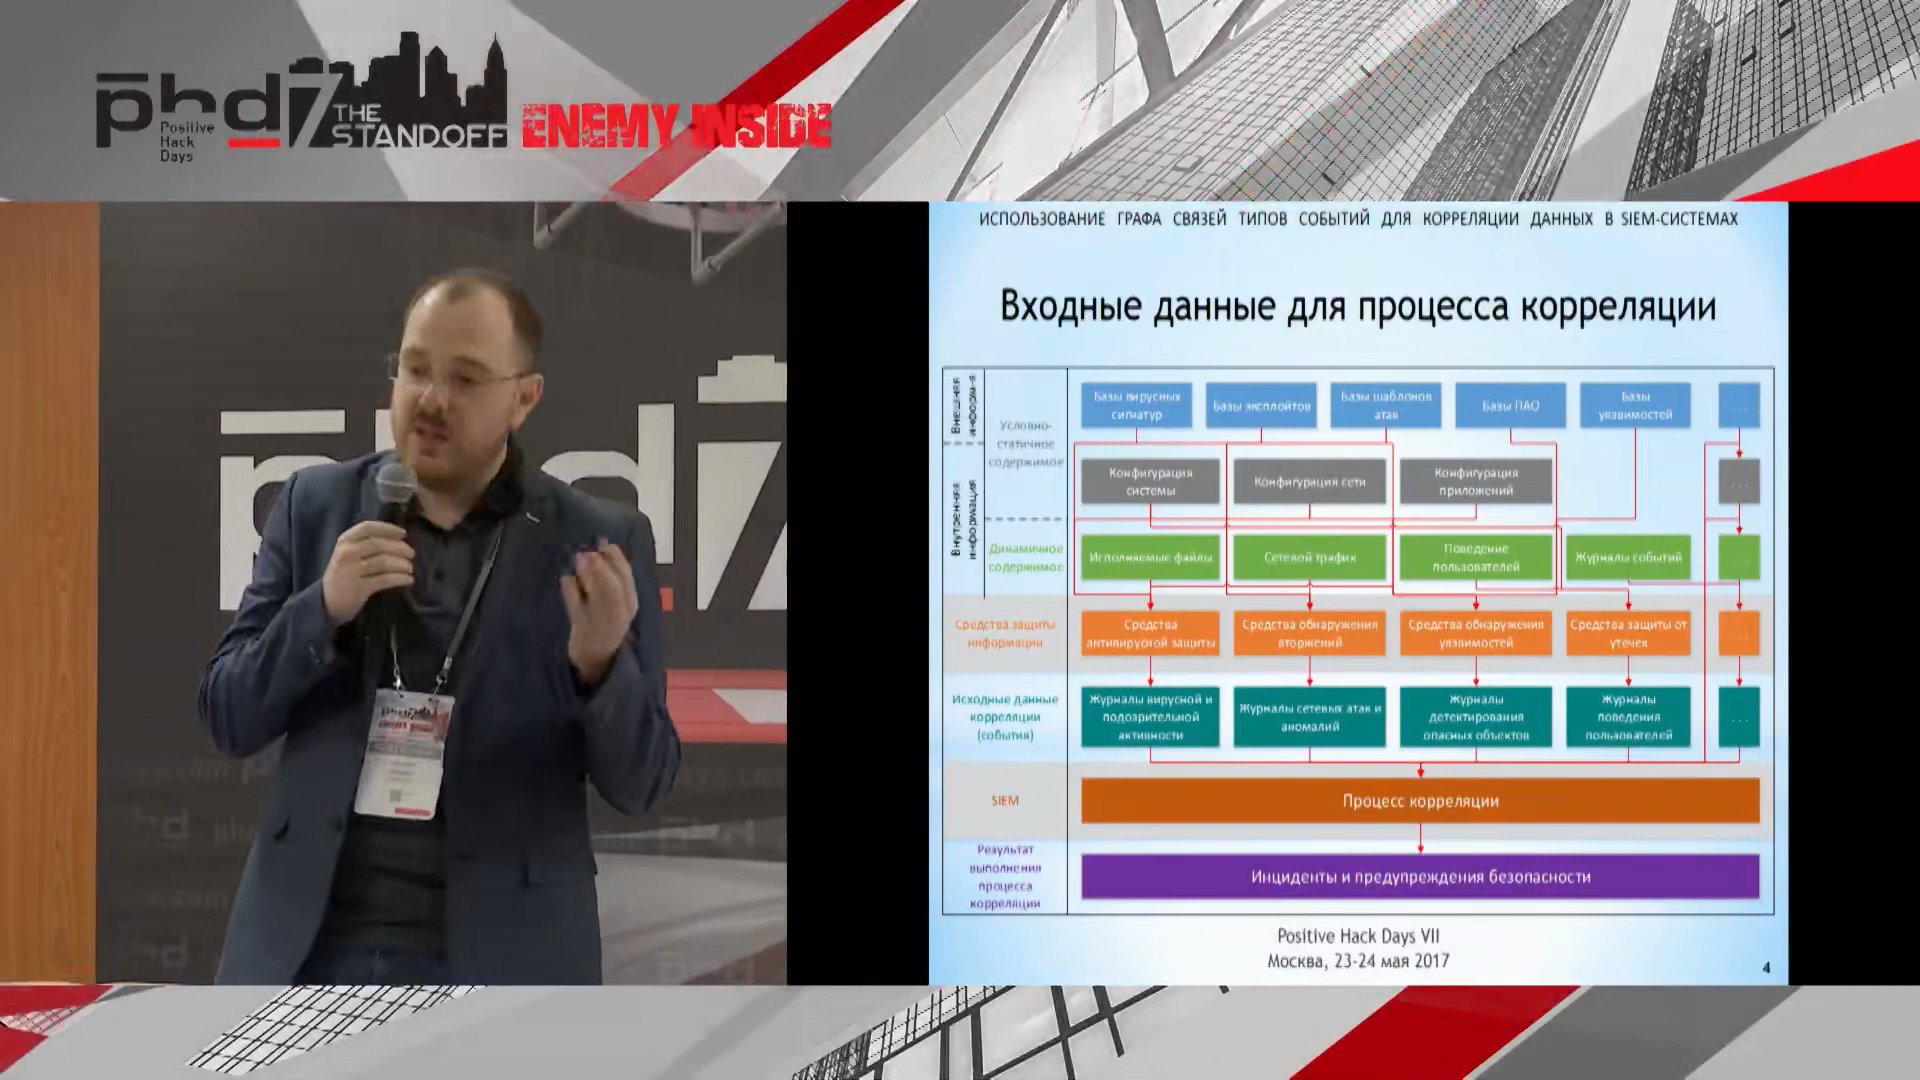 phd7
Positive
Hack
Days
THE
STANDOFF
ENEMY INSIDE
ИСПОЛЬЗОВАНИЕ ГРАФА СВЯЗЕЙ ТИПОВ СОБЫТИЙ ДЛЯ КОРРЕЛЯЦИИ ДАННЫХ В SIEM-СИСТЕМАХ
Входные данные для процесса корреляции
Внешняя
информ-я
Внутренняя
информация
Условно-
статичное
содержимое
Базы вирусных
сигнатур
Базы эксплойтов
Базы шаблонов
атак
Базы ПАО
Базы
уязвимостей
...
Конфигурация
системы
Конфигурация сети
Конфигурация
приложений
...
Динамичное
содержимое
Исполняемые файлы
Сетевой трафик
Поведение
пользователей
Журналы событий
...
Средства защиты
информации
Средства
антивирусной защиты
Средства обнаружения
вторжений
Средства обнаружения
уязвимостей
Средства защиты от
утечек
...
Исходные данные
корреляции
(события)
Журналы вирусной и
подозрительной
активности
Журналы сетевых атак и
аномалий
Журналы
детектирования
опасных объектов
Журналы
поведения
пользователей
...
SIEM
Процесс корреляции
Результат
выполнения
процесса
корреляции
Инциденты и предупреждения безопасности
Positive Hack Days VII
Москва, 23-24 мая 2017
4